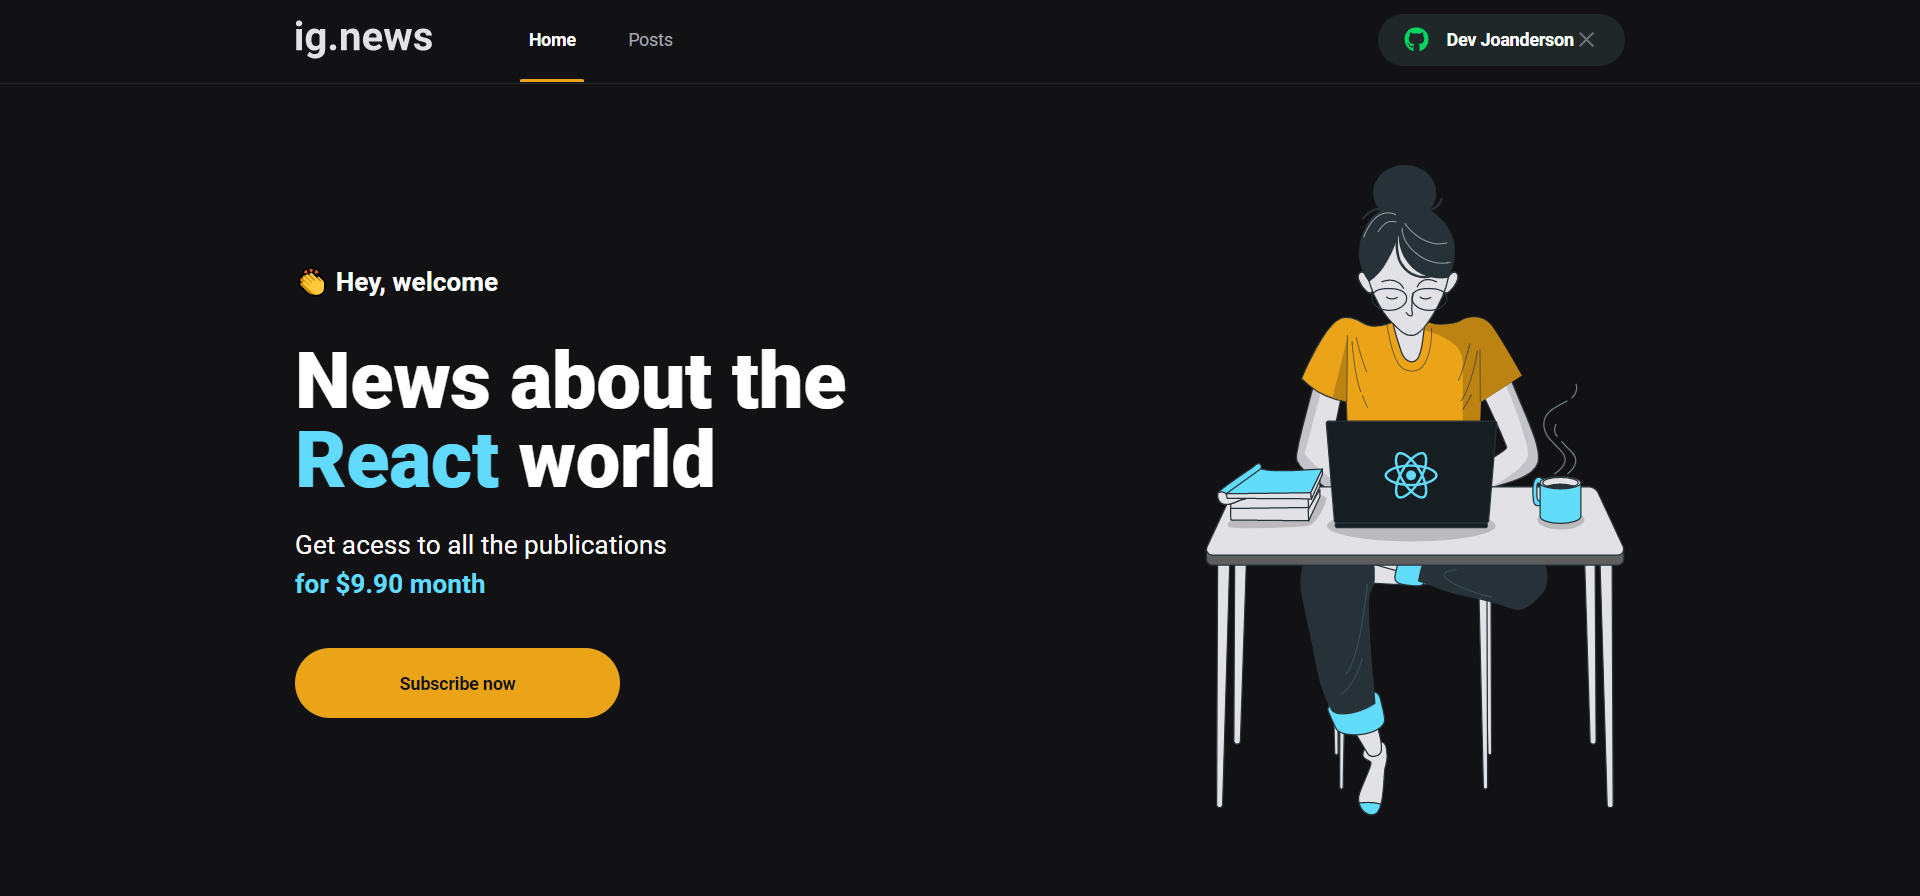 ig.news
Home
Posts
Dev Joanderson
👏 Hey, welcome
News about the
React world
Get acess to all the publications
for $9.90 month
Subscribe now